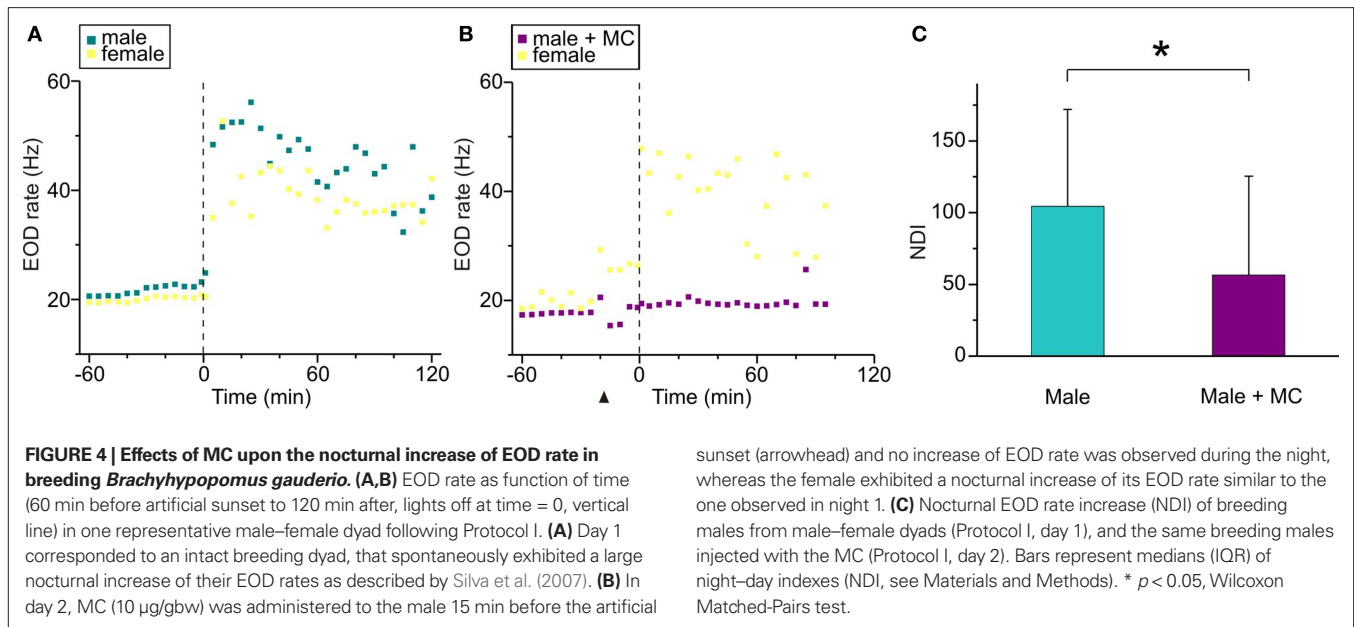 A
male
female
EOD rate (Hz)
60
40
20
-60
0
60
120
Time (min)
B
male + MC
female
EOD rate (Hz)
60
40
20
-60
0
60
120
Time (min)
▲
C
*
NDI
150
100
50
0
Male
Male + MC
FIGURE 4 | Effects of MC upon the nocturnal increase of EOD rate in
breeding Brachyhypopomus gauderio. (A,B) EOD rate as function of time
(60 min before artificial sunset to 120 min after, lights off at time = 0, vertical
line) in one representative male–female dyad following Protocol I. (A) Day 1
corresponded to an intact breeding dyad, that spontaneously exhibited a large
nocturnal increase of their EOD rates as described by Silva et al. (2007). (B) In
day 2, MC (10 μg/gbw) was administered to the male 15 min before the artificial
sunset (arrowhead) and no increase of EOD rate was observed during the night,
whereas the female exhibited a nocturnal increase of its EOD rate similar to the
one observed in night 1. (C) Nocturnal EOD rate increase (NDI) of breeding
males from male–female dyads (Protocol I, day 1), and the same breeding males
injected with the MC (Protocol I, day 2). Bars represent medians (IQR) of
night–day indexes (NDI, see Materials and Methods). * p < 0.05, Wilcoxon
Matched-Pairs test.